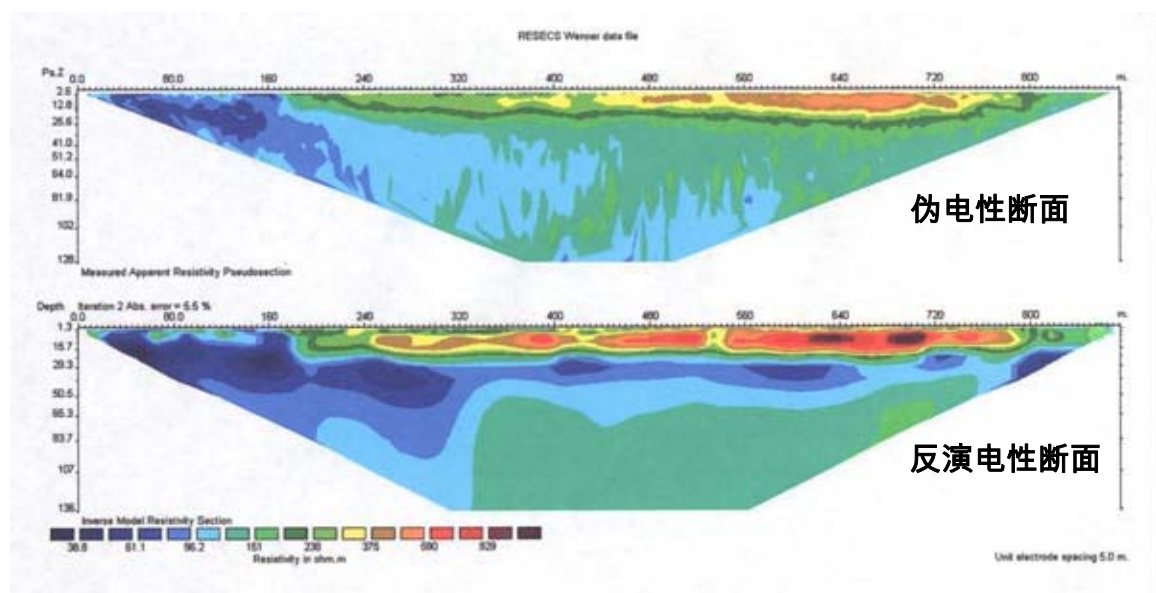 RESECS Wenner data file
Ps.Z 0.0 80.0 160 240 320 400 480 560 640 720 800 m.
2.6
12.8
25.6
41.0
51.2
64.0
81.9
102
128
伪电性断面
Measured Apparent Resistivity Pseudosection
Depth Iteration 2 Abs. error = 5.5 %
0.0 80.0 160 240 320 400 480 560 640 720 800 m.
1.3
15.7
29.3
50.5
65.3
83.7
107
136
反演电性断面
Inverse Model Resistivity Section
38.8 61.1 96.2 151 238 375 590 929
Resistivity in ohm.m
Unit electrode spacing 5.0 m.